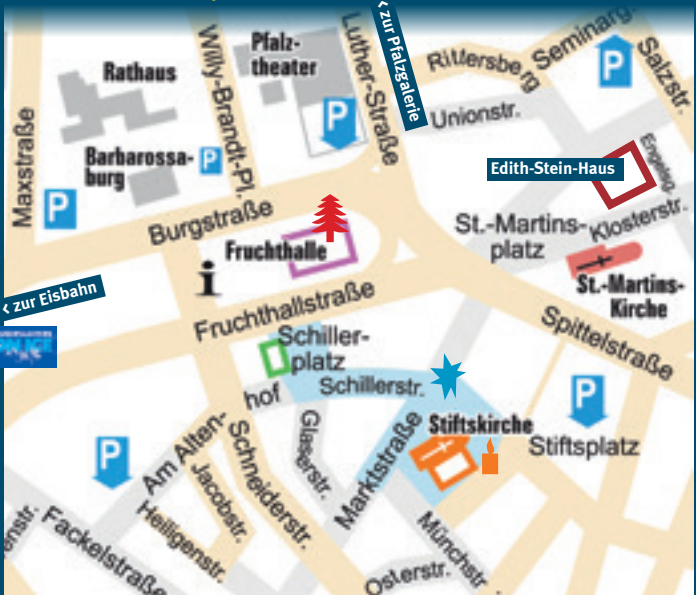 ‹ zur Pfalzgalerie
Luther-Straße
Pfalz-
theater
Willy-Brandt-Pl.
Rathaus
Rittersberg
Seminarg.
Salzstr.
P
P
Unionstr.
Maxstraße
Barbarossa-
burg
P
P
Edith-Stein-Haus
Engelsg.
Klosterstr.
Burgstraße
St.-Martins-
platz
Fruchthalle
i
St.-Martins-
Kirche
‹ zur Eisbahn
Fruchthallstraße
Spittelstraße
Schiller-
platz
Schillerstr.
hof
P
Stiftskirche
Stiftsplatz
Am Alten-
Glaserstr.
Marktstraße
Schneiderstr.
P
Jacobstr.
Heiligenstr.
Fackelstraße
enstr.
Münchstr.
Osterstr.